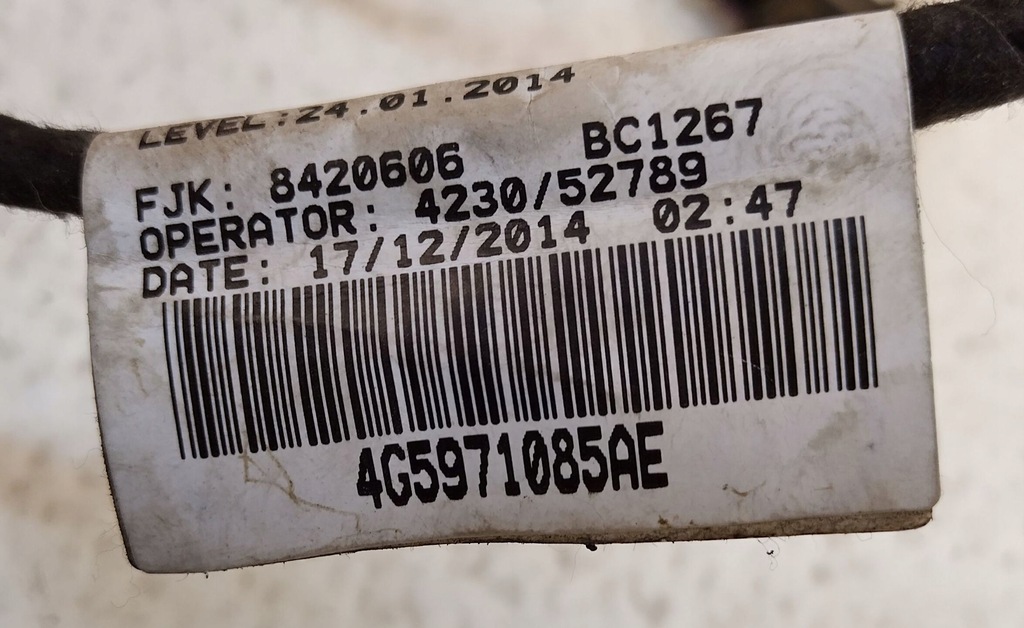 LEVEL:24.01.2014
FJK: 8420606 BC1267
OPERATOR: 4230/52789
DATE: 17/12/2014 02:47
4G5971085AE